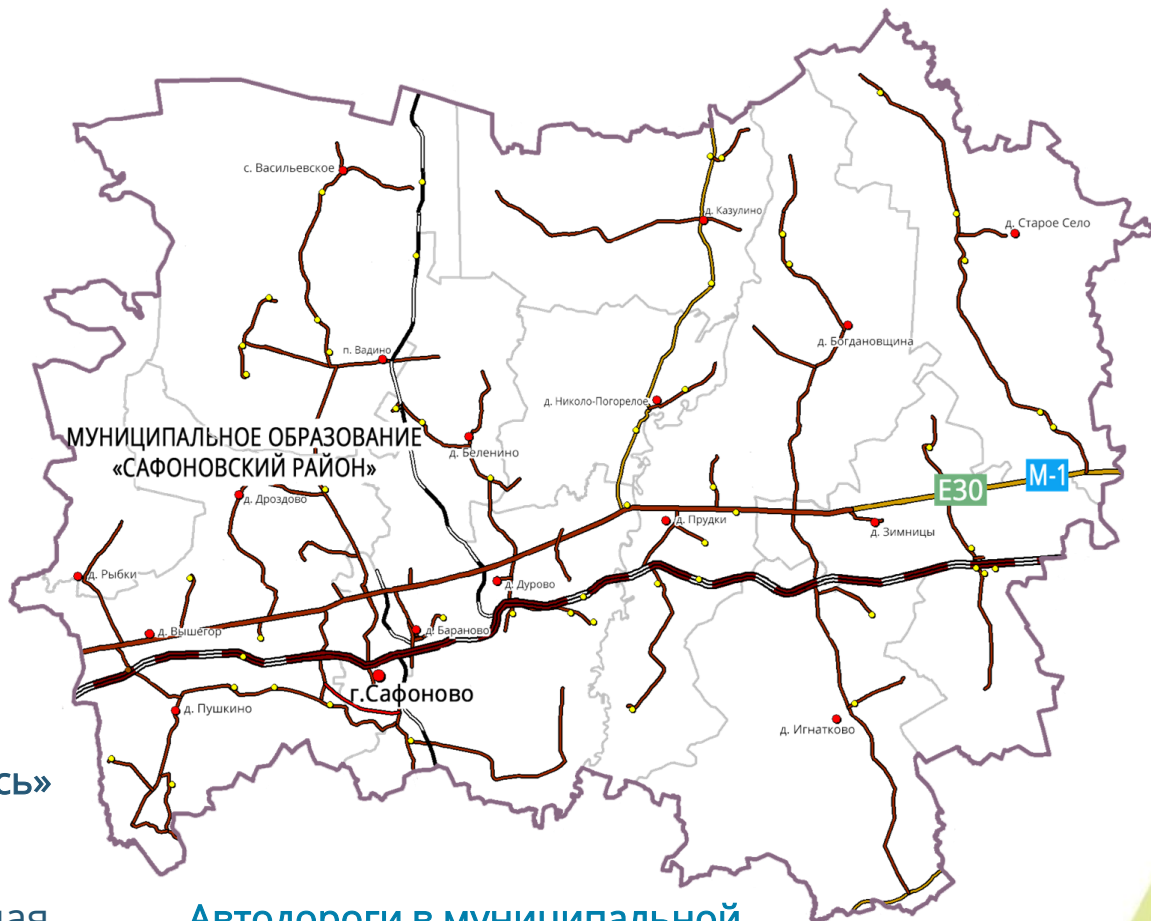 с. Васильевское
д. Казулино
д. Старое Село
п. Вадино
д. Богдановщина
д. Николо-Погорелое
МУНИЦИПАЛЬНОЕ ОБРАЗОВАНИЕ
«САФОНОВСКИЙ РАЙОН»
д. Беленино
М-1
E30
д. Дроздово
д. Прудки
д. Зимницы
д. Рыбки
д. Дурово
д. Вышегор
д. Бараново
г.Сафоново
д. Пушкино
д. Игнатково
сь»
Автодороги в муниципальной